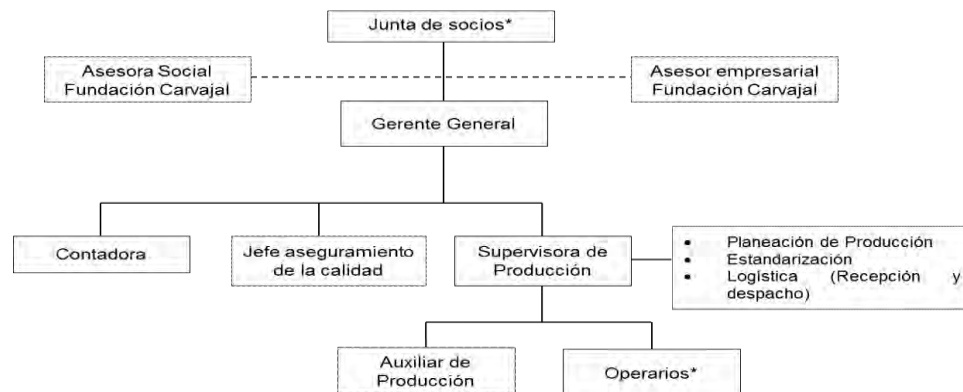 Junta de socios*
Asesora Social
Fundación Carvajal
Asesor empresarial
Fundación Carvajal
Gerente General
Contadora
Jefe aseguramiento
de la calidad
Supervisora de
Producción
• Planeación de Producción
• Estandarización
• Logística (Recepción y
despacho)
Auxiliar de
Producción
Operarios*